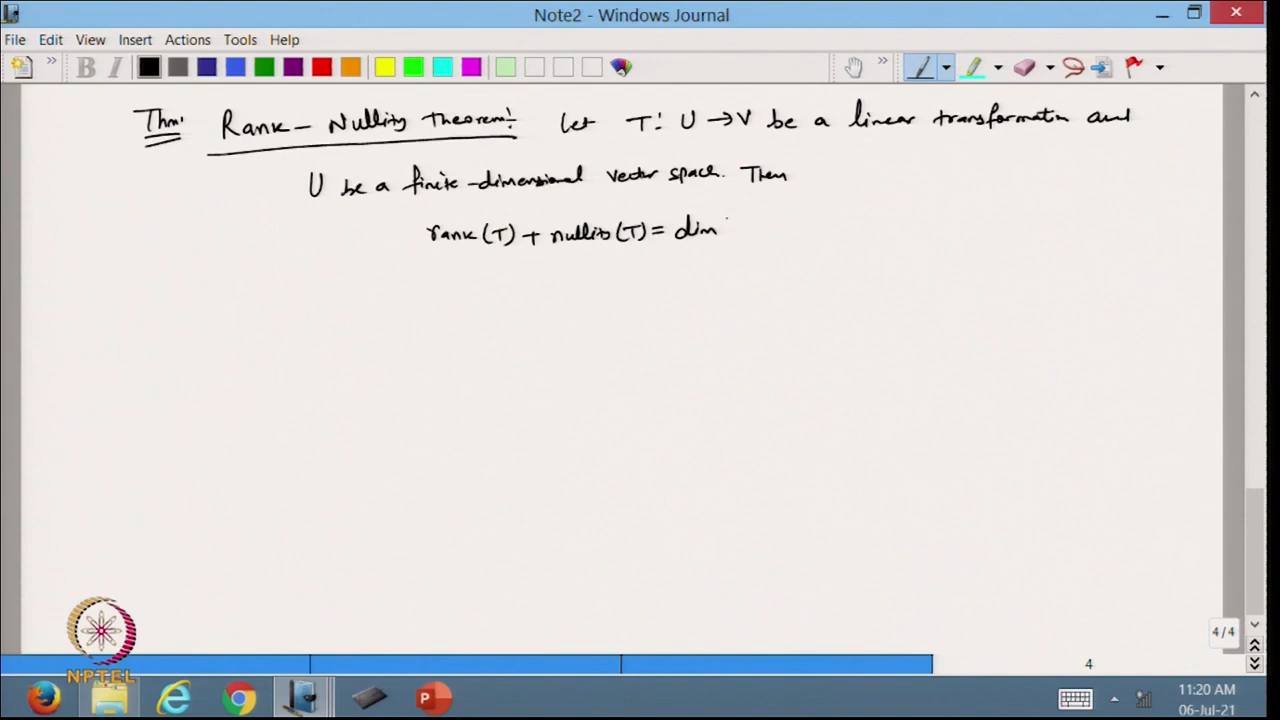 Note2 - Windows Journal
File Edit View Insert Actions Tools Help
Thm: Rank - Nullity Theorem: Let T: U → V be a linear transformation and
U be a finite-dimensional vector space. Then
rank(T) + nullity(T) = dim
4/4
4
NPTEL
11:20 AM
06-Jul-21